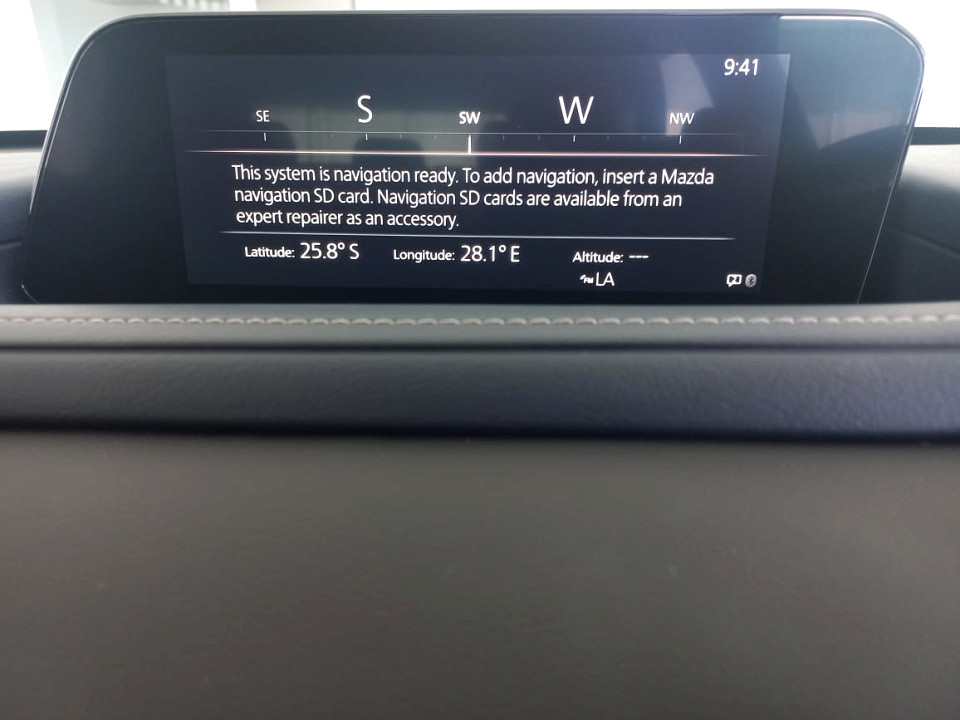 9:41
SE S SW W NW
This system is navigation ready. To add navigation, insert a Mazda
navigation SD card. Navigation SD cards are available from an
expert repairer as an accessory.
Latitude: 25.8° S Longitude: 28.1° E Altitude: ---
FM LA